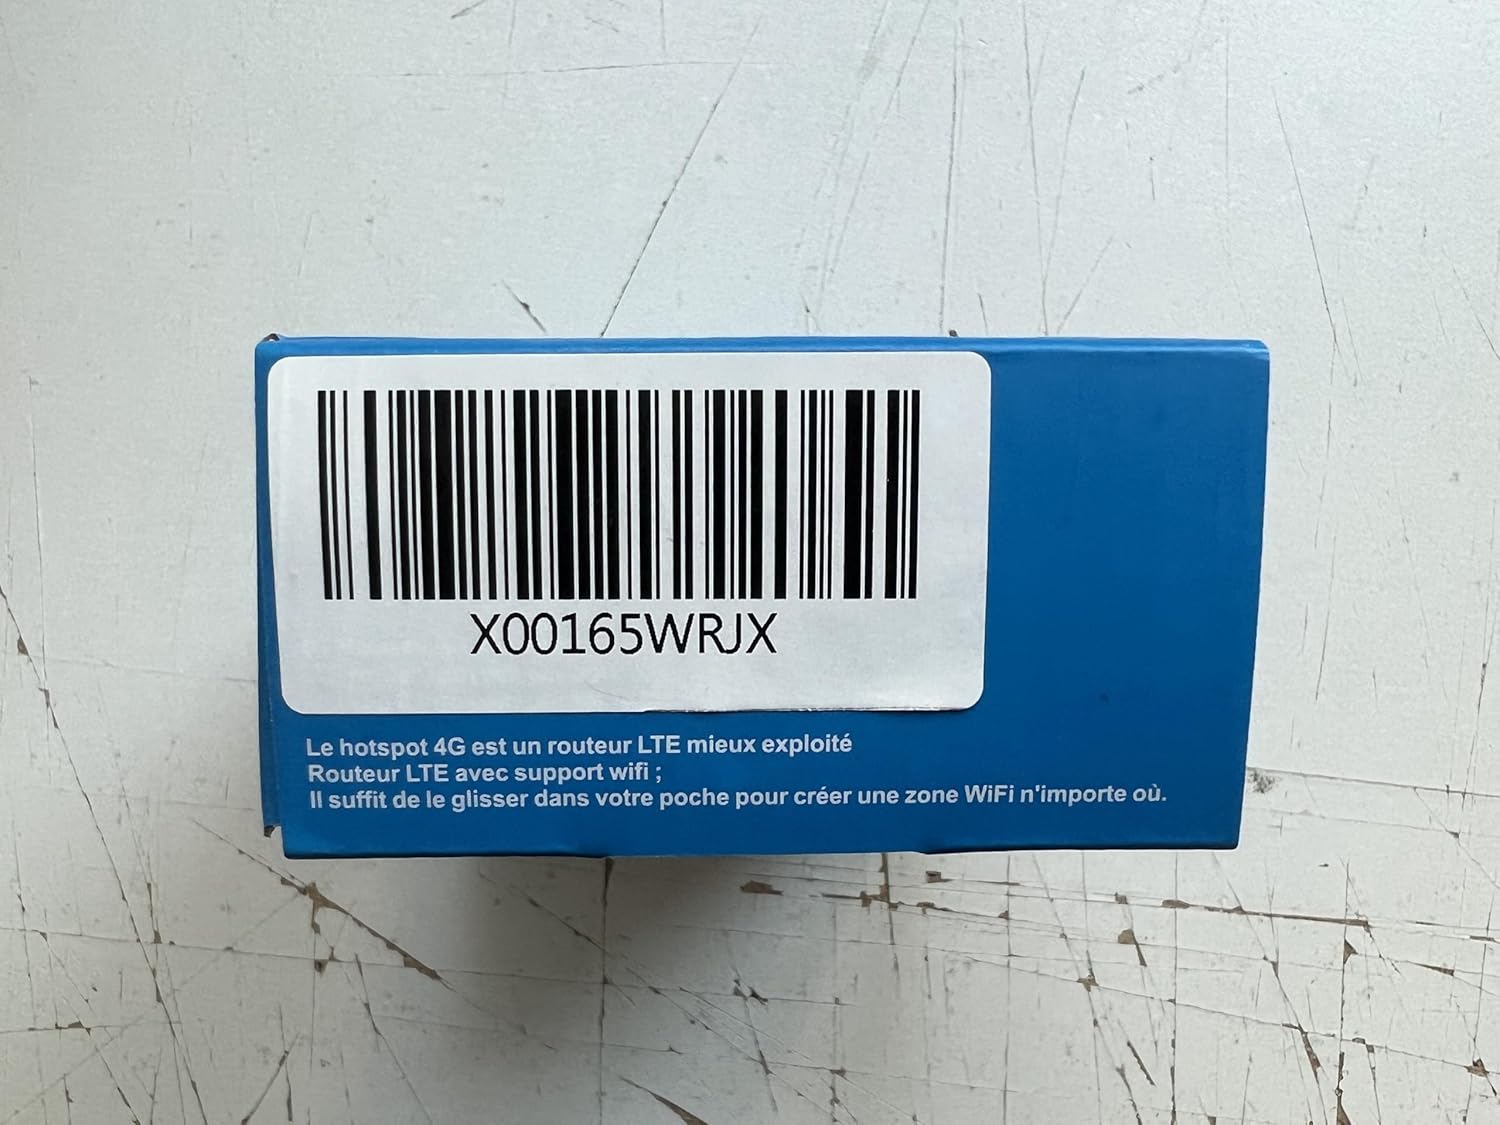 X00165WRJX
Le hotspot 4G est un routeur LTE mieux exploité
Routeur LTE avec support wifi ;
Il suffit de le glisser dans votre poche pour créer une zone WiFi n'importe où.